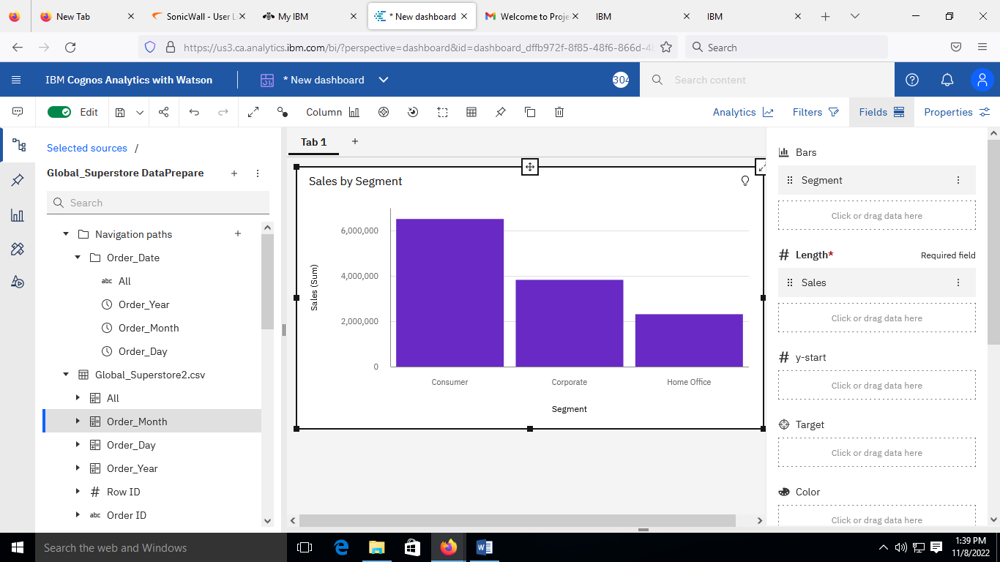 New Tab
SonicWall - User L
My IBM
* New dashboard
Welcome to Proje
IBM
IBM
https://us3.ca.analytics.ibm.com/bi/?perspective=dashboard&id=dashboard_dffb972f-8f85-48f6-866d-4
Search
IBM Cognos Analytics with Watson
* New dashboard
304
Search content
Edit
Column
Analytics
Filters
Fields
Properties
Selected sources /
Global_Superstore DataPrepare
Search
Navigation paths
Order_Date
abc All
Order_Year
Order_Month
Order_Day
Global_Superstore2.csv
All
Order_Month
Order_Day
Order_Year
# Row ID
abc Order ID
Tab 1
Sales by Segment
Sales (Sum)
6,000,000
4,000,000
2,000,000
0
Consumer
Corporate
Home Office
Segment
Bars
Segment
Click or drag data here
# Length* Required field
Sales
Click or drag data here
# y-start
Click or drag data here
Target
Click or drag data here
Color
Click or drag data here
Search the web and Windows
1:39 PM
11/8/2022